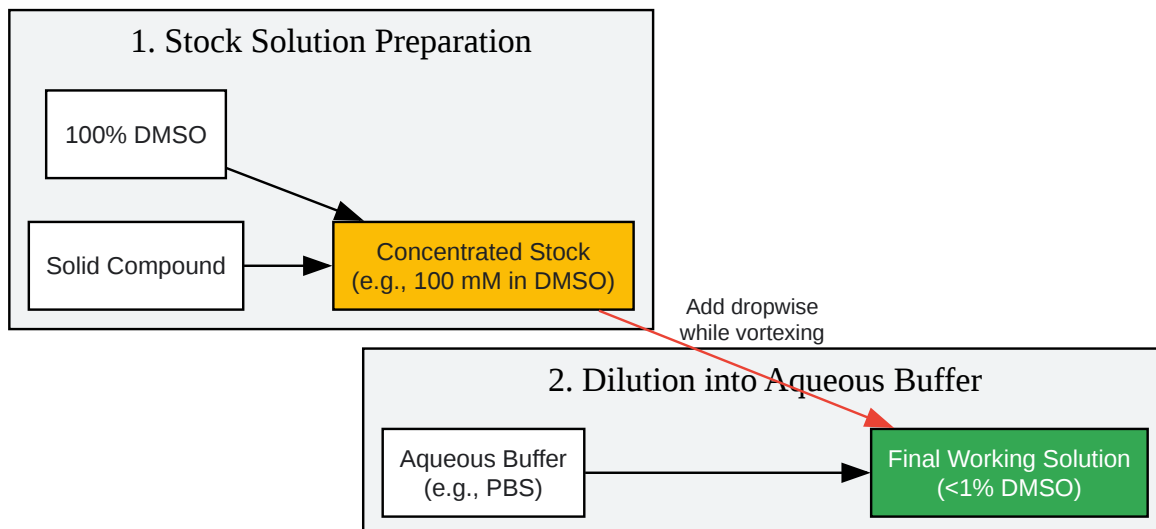 1. Stock Solution Preparation
100% DMSO
Solid Compound
Concentrated Stock
(e.g., 100 mM in DMSO)
Add dropwise
while vortexing
2. Dilution into Aqueous Buffer
Aqueous Buffer
(e.g., PBS)
Final Working Solution
(<1% DMSO)